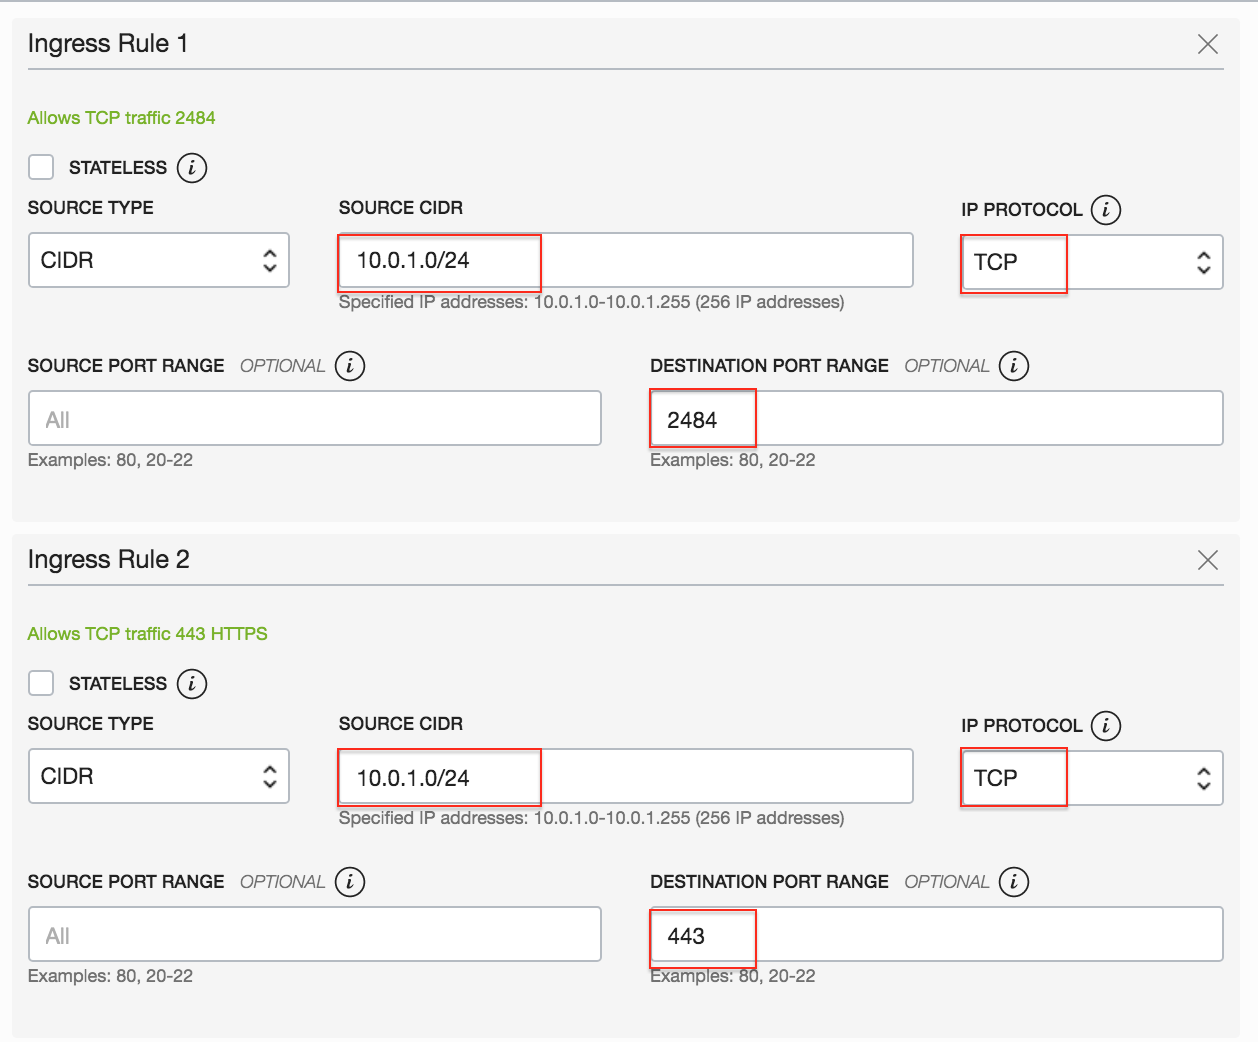 Ingress Rule 1
Allows TCP traffic 2484
STATELESS i
SOURCE TYPE SOURCE CIDR IP PROTOCOL i
CIDR 10.0.1.0/24 TCP
Specified IP addresses: 10.0.1.0-10.0.1.255 (256 IP addresses)
SOURCE PORT RANGE OPTIONAL i DESTINATION PORT RANGE OPTIONAL i
All 2484
Examples: 80, 20-22 Examples: 80, 20-22
Ingress Rule 2
Allows TCP traffic 443 HTTPS
STATELESS i
SOURCE TYPE SOURCE CIDR IP PROTOCOL i
CIDR 10.0.1.0/24 TCP
Specified IP addresses: 10.0.1.0-10.0.1.255 (256 IP addresses)
SOURCE PORT RANGE OPTIONAL i DESTINATION PORT RANGE OPTIONAL i
All 443
Examples: 80, 20-22 Examples: 80, 20-22